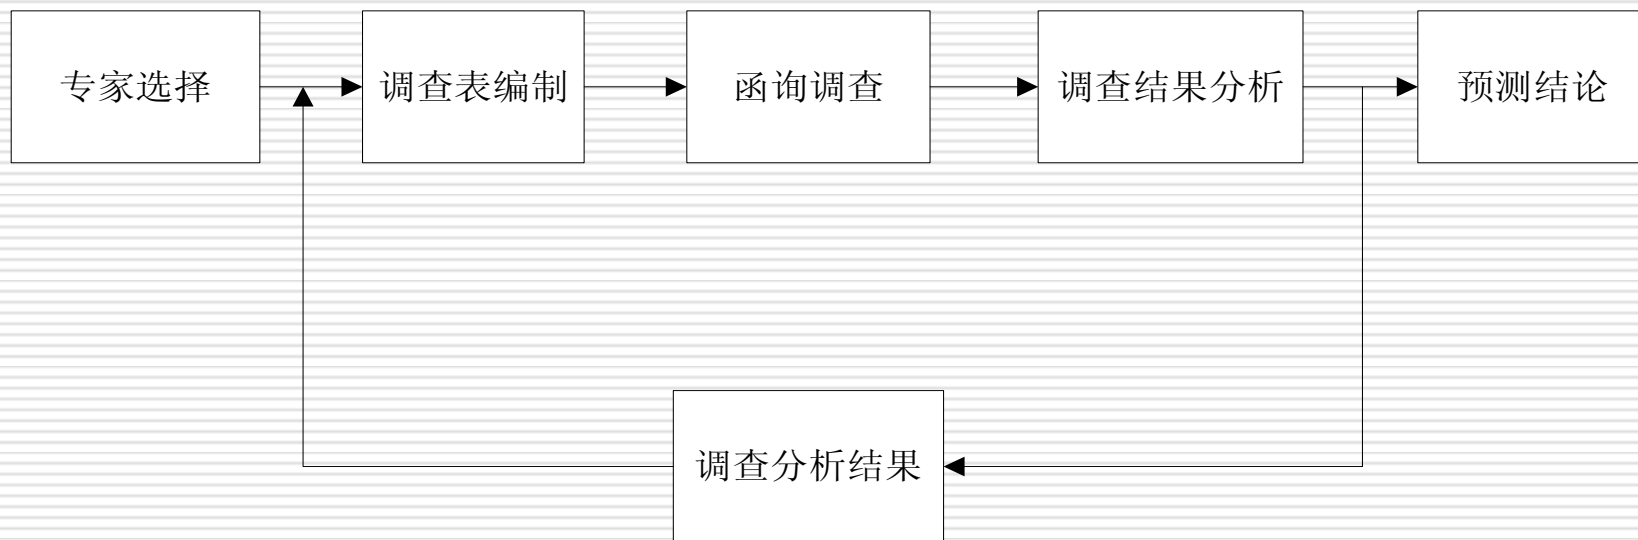 专家选择
调查表编制
函询调查
调查结果分析
预测结论
调查分析结果